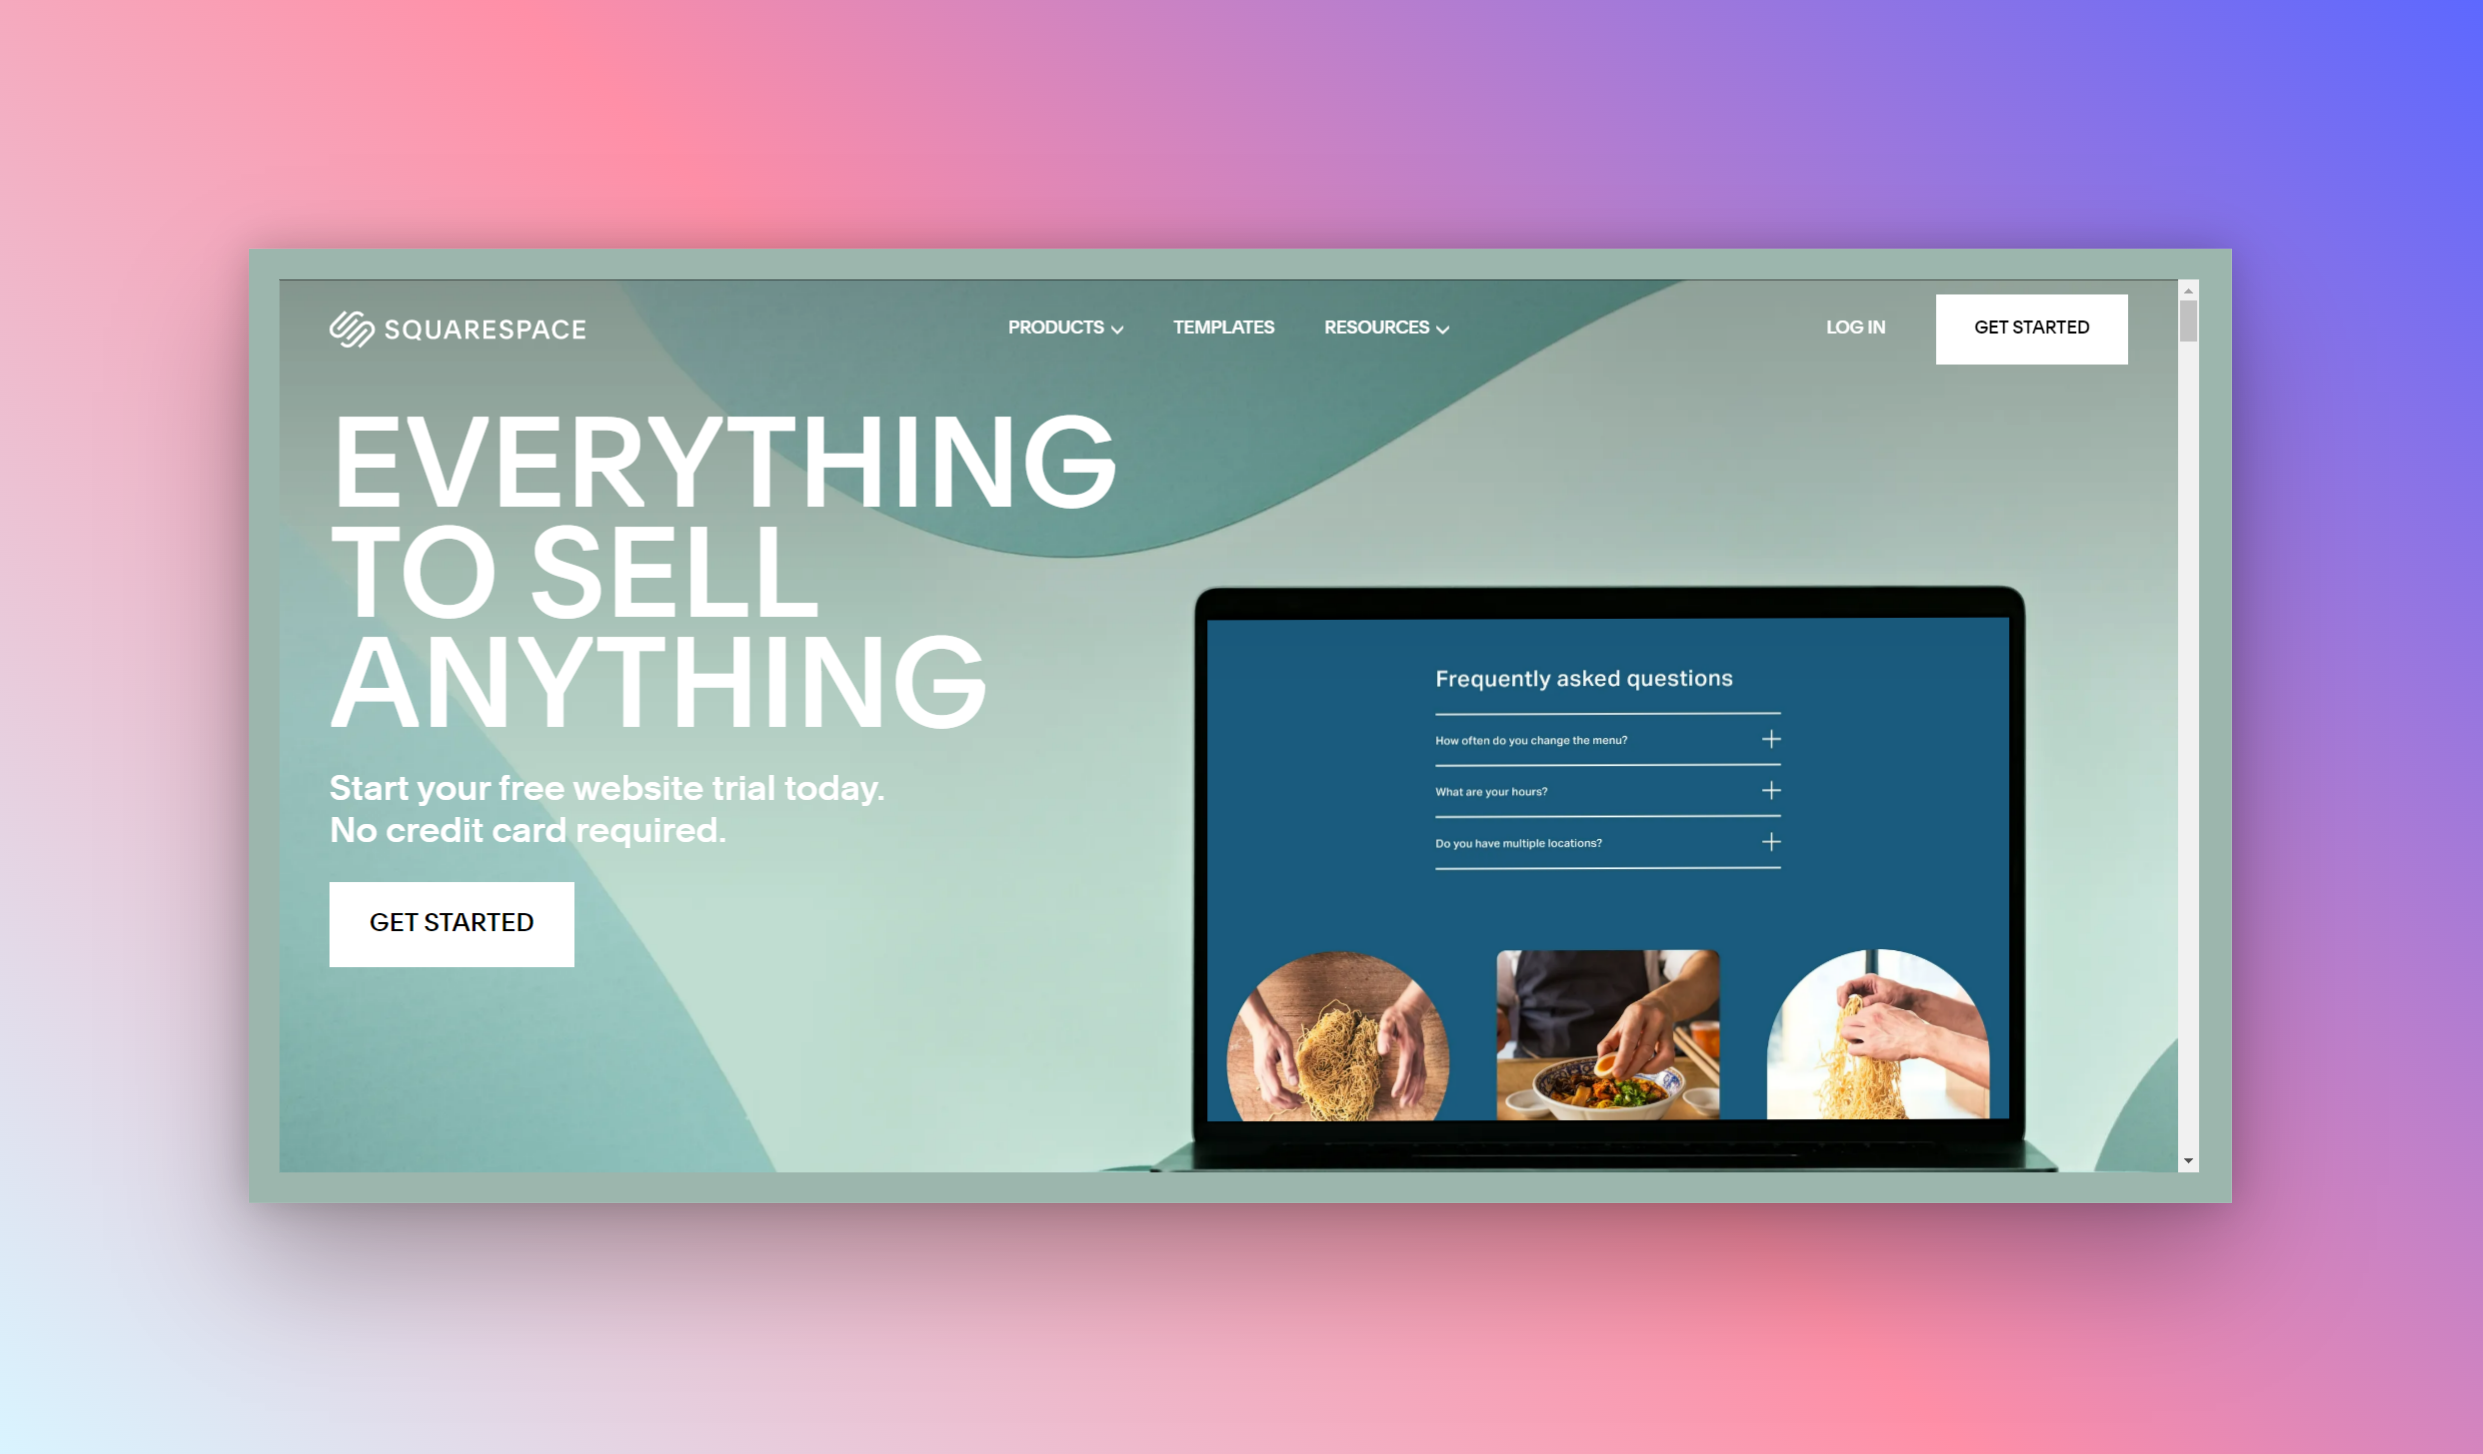 SQUARESPACE
PRODUCTS
TEMPLATES
RESOURCES
LOG IN
GET STARTED
EVERYTHING
TO SELL
ANYTHING
Start your free website trial today.
No credit card required.
GET STARTED
Frequently asked questions
How often do you change the menu?
What are your hours?
Do you have multiple locations?